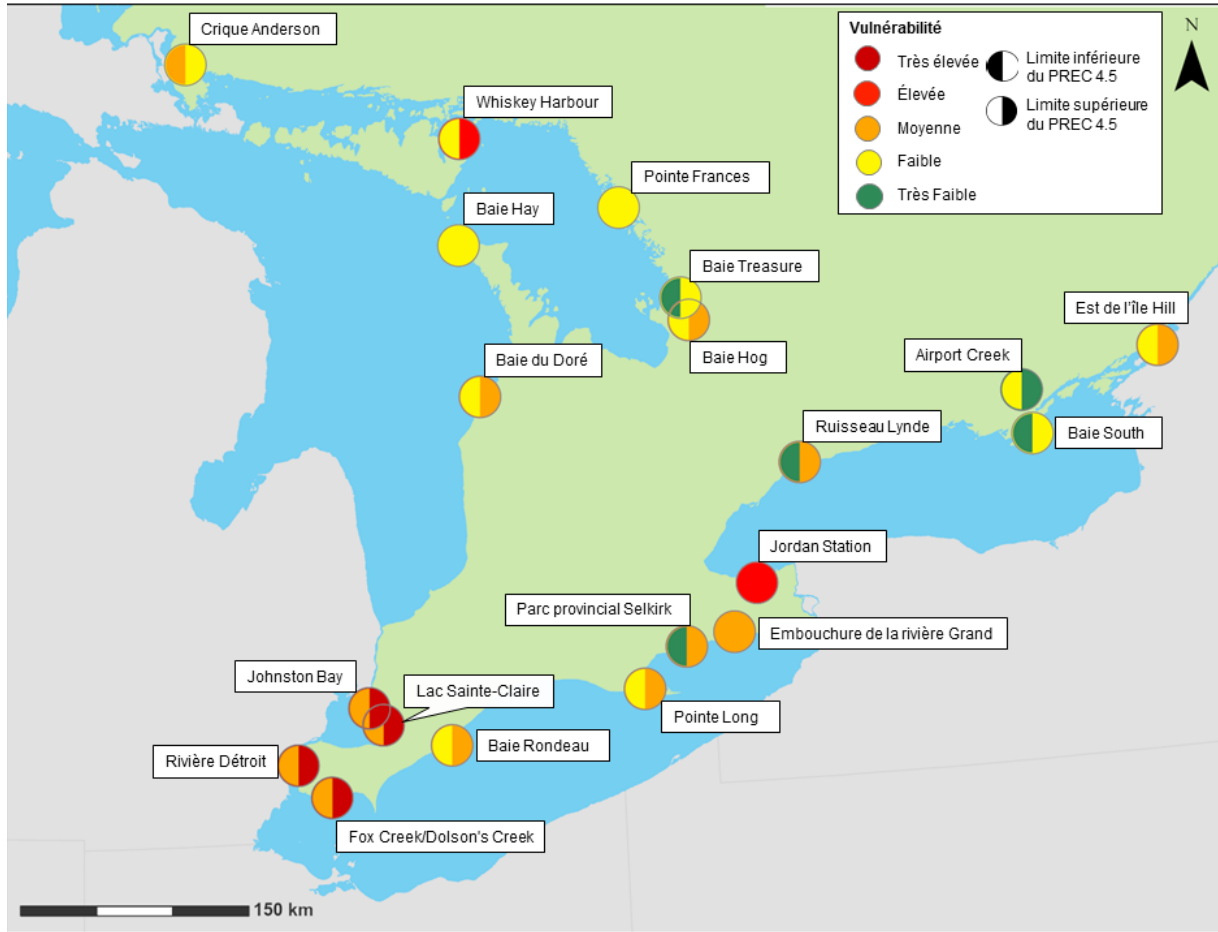 Crique Anderson
Vulnérabilité
Très élevée
Élevée
Moyenne
Faible
Très Faible
Limite inférieure
du PREC 4.5
Limite supérieure
du PREC 4.5
N
Whiskey Harbour
Pointe Frances
Baie Hay
Baie Treasure
Est de l'île Hill
Baie Hog
Airport Creek
Baie du Doré
Ruisseau Lynde
Baie South
Jordan Station
Parc provincial Selkirk
Embouchure de la rivière Grand
Johnston Bay
Lac Sainte-Claire
Pointe Long
Baie Rondeau
Rivière Détroit
Fox Creek/Dolson's Creek
150 km